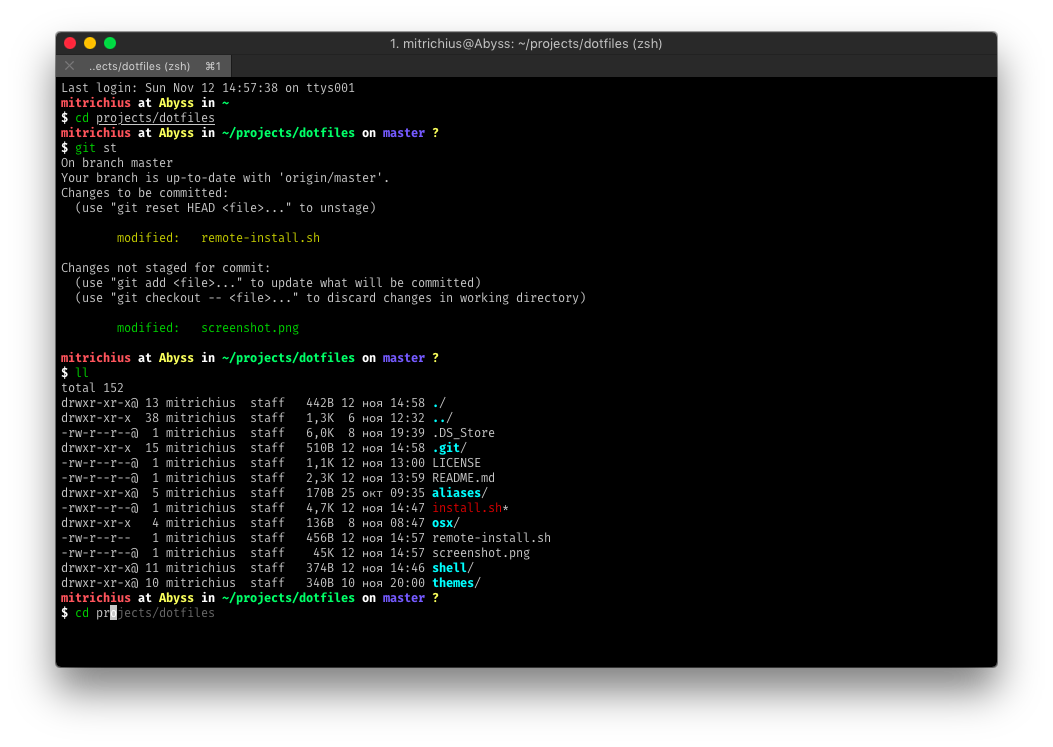 1. mitrichius@Abyss: ~/projects/dotfiles (zsh)
..ects/dotfiles (zsh) ⌘1
Last login: Sun Nov 12 14:57:38 on ttys001
mitrichius at Abyss in ~
$ cd projects/dotfiles
mitrichius at Abyss in ~/projects/dotfiles on master ?
$ git st
On branch master
Your branch is up-to-date with 'origin/master'.
Changes to be committed:
  (use "git reset HEAD <file>..." to unstage)
        modified:   remote-install.sh
Changes not staged for commit:
  (use "git add <file>..." to update what will be committed)
  (use "git checkout -- <file>..." to discard changes in working directory)
        modified:   screenshot.png
mitrichius at Abyss in ~/projects/dotfiles on master ?
$ ll
total 152
drwxr-xr-x@ 13 mitrichius  staff   442B 12 ноя 14:58 ./
drwxr-xr-x  38 mitrichius  staff   1,3K  6 ноя 12:32 ../
-rw-r--r--@  1 mitrichius  staff   6,0K  8 ноя 19:39 .DS_Store
drwxr-xr-x  15 mitrichius  staff   510B 12 ноя 14:58 .git/
-rw-r--r--@  1 mitrichius  staff   1,1K 12 ноя 13:00 LICENSE
-rw-r--r--@  1 mitrichius  staff   2,3K 12 ноя 13:59 README.md
drwxr-xr-x@  5 mitrichius  staff   170B 25 окт 09:35 aliases/
-rwxr--r--@  1 mitrichius  staff   4,7K 12 ноя 14:47 install.sh*
drwxr-xr-x   4 mitrichius  staff   136B  8 ноя 08:47 osx/
-rw-r--r--   1 mitrichius  staff   456B 12 ноя 14:57 remote-install.sh
-rw-r--r--@  1 mitrichius  staff    45K 12 ноя 14:57 screenshot.png
drwxr-xr-x@ 11 mitrichius  staff   374B 12 ноя 14:46 shell/
drwxr-xr-x@ 10 mitrichius  staff   340B 10 ноя 20:00 themes/
mitrichius at Abyss in ~/projects/dotfiles on master ?
$ cd projects/dotfiles